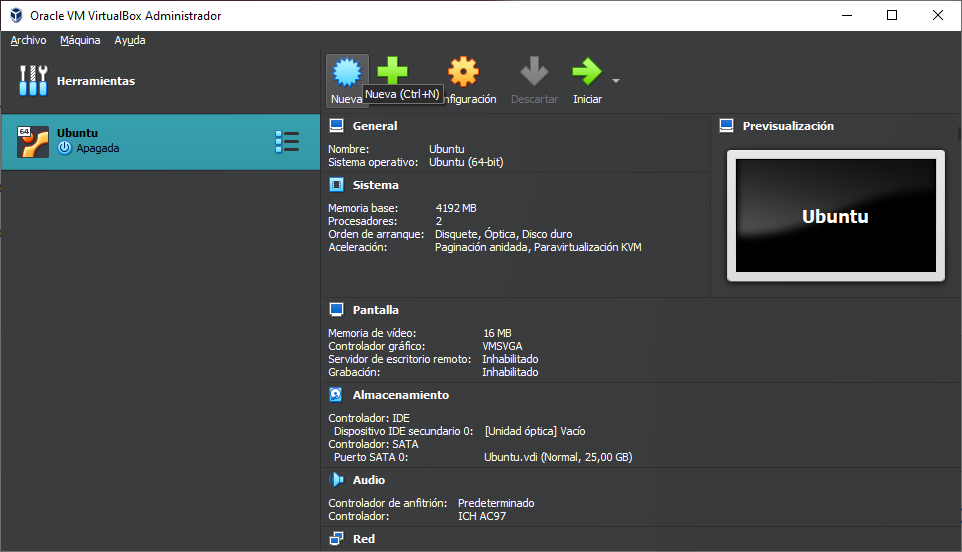 Oracle VM VirtualBox Administrador
Archivo Máquina Ayuda
Herramientas
Nueva
Nueva (Ctrl+N)
nfiguración
Descartar
Iniciar
64
Ubuntu
Apagada
General
Nombre: Ubuntu
Sistema operativo: Ubuntu (64-bit)
Previsualización
Ubuntu
Sistema
Memoria base: 4192 MB
Procesadores: 2
Orden de arranque: Disquete, Óptica, Disco duro
Aceleración: Paginación anidada, Paravirtualización KVM
Pantalla
Memoria de vídeo: 16 MB
Controlador gráfico: VMSVGA
Servidor de escritorio remoto: Inhabilitado
Grabación: Inhabilitado
Almacenamiento
Controlador: IDE
Dispositivo IDE secundario 0: [Unidad óptica] Vacío
Controlador: SATA
Puerto SATA 0: Ubuntu.vdi (Normal, 25,00 GB)
Audio
Controlador de anfitrión: Predeterminado
Controlador: ICH AC97
Red